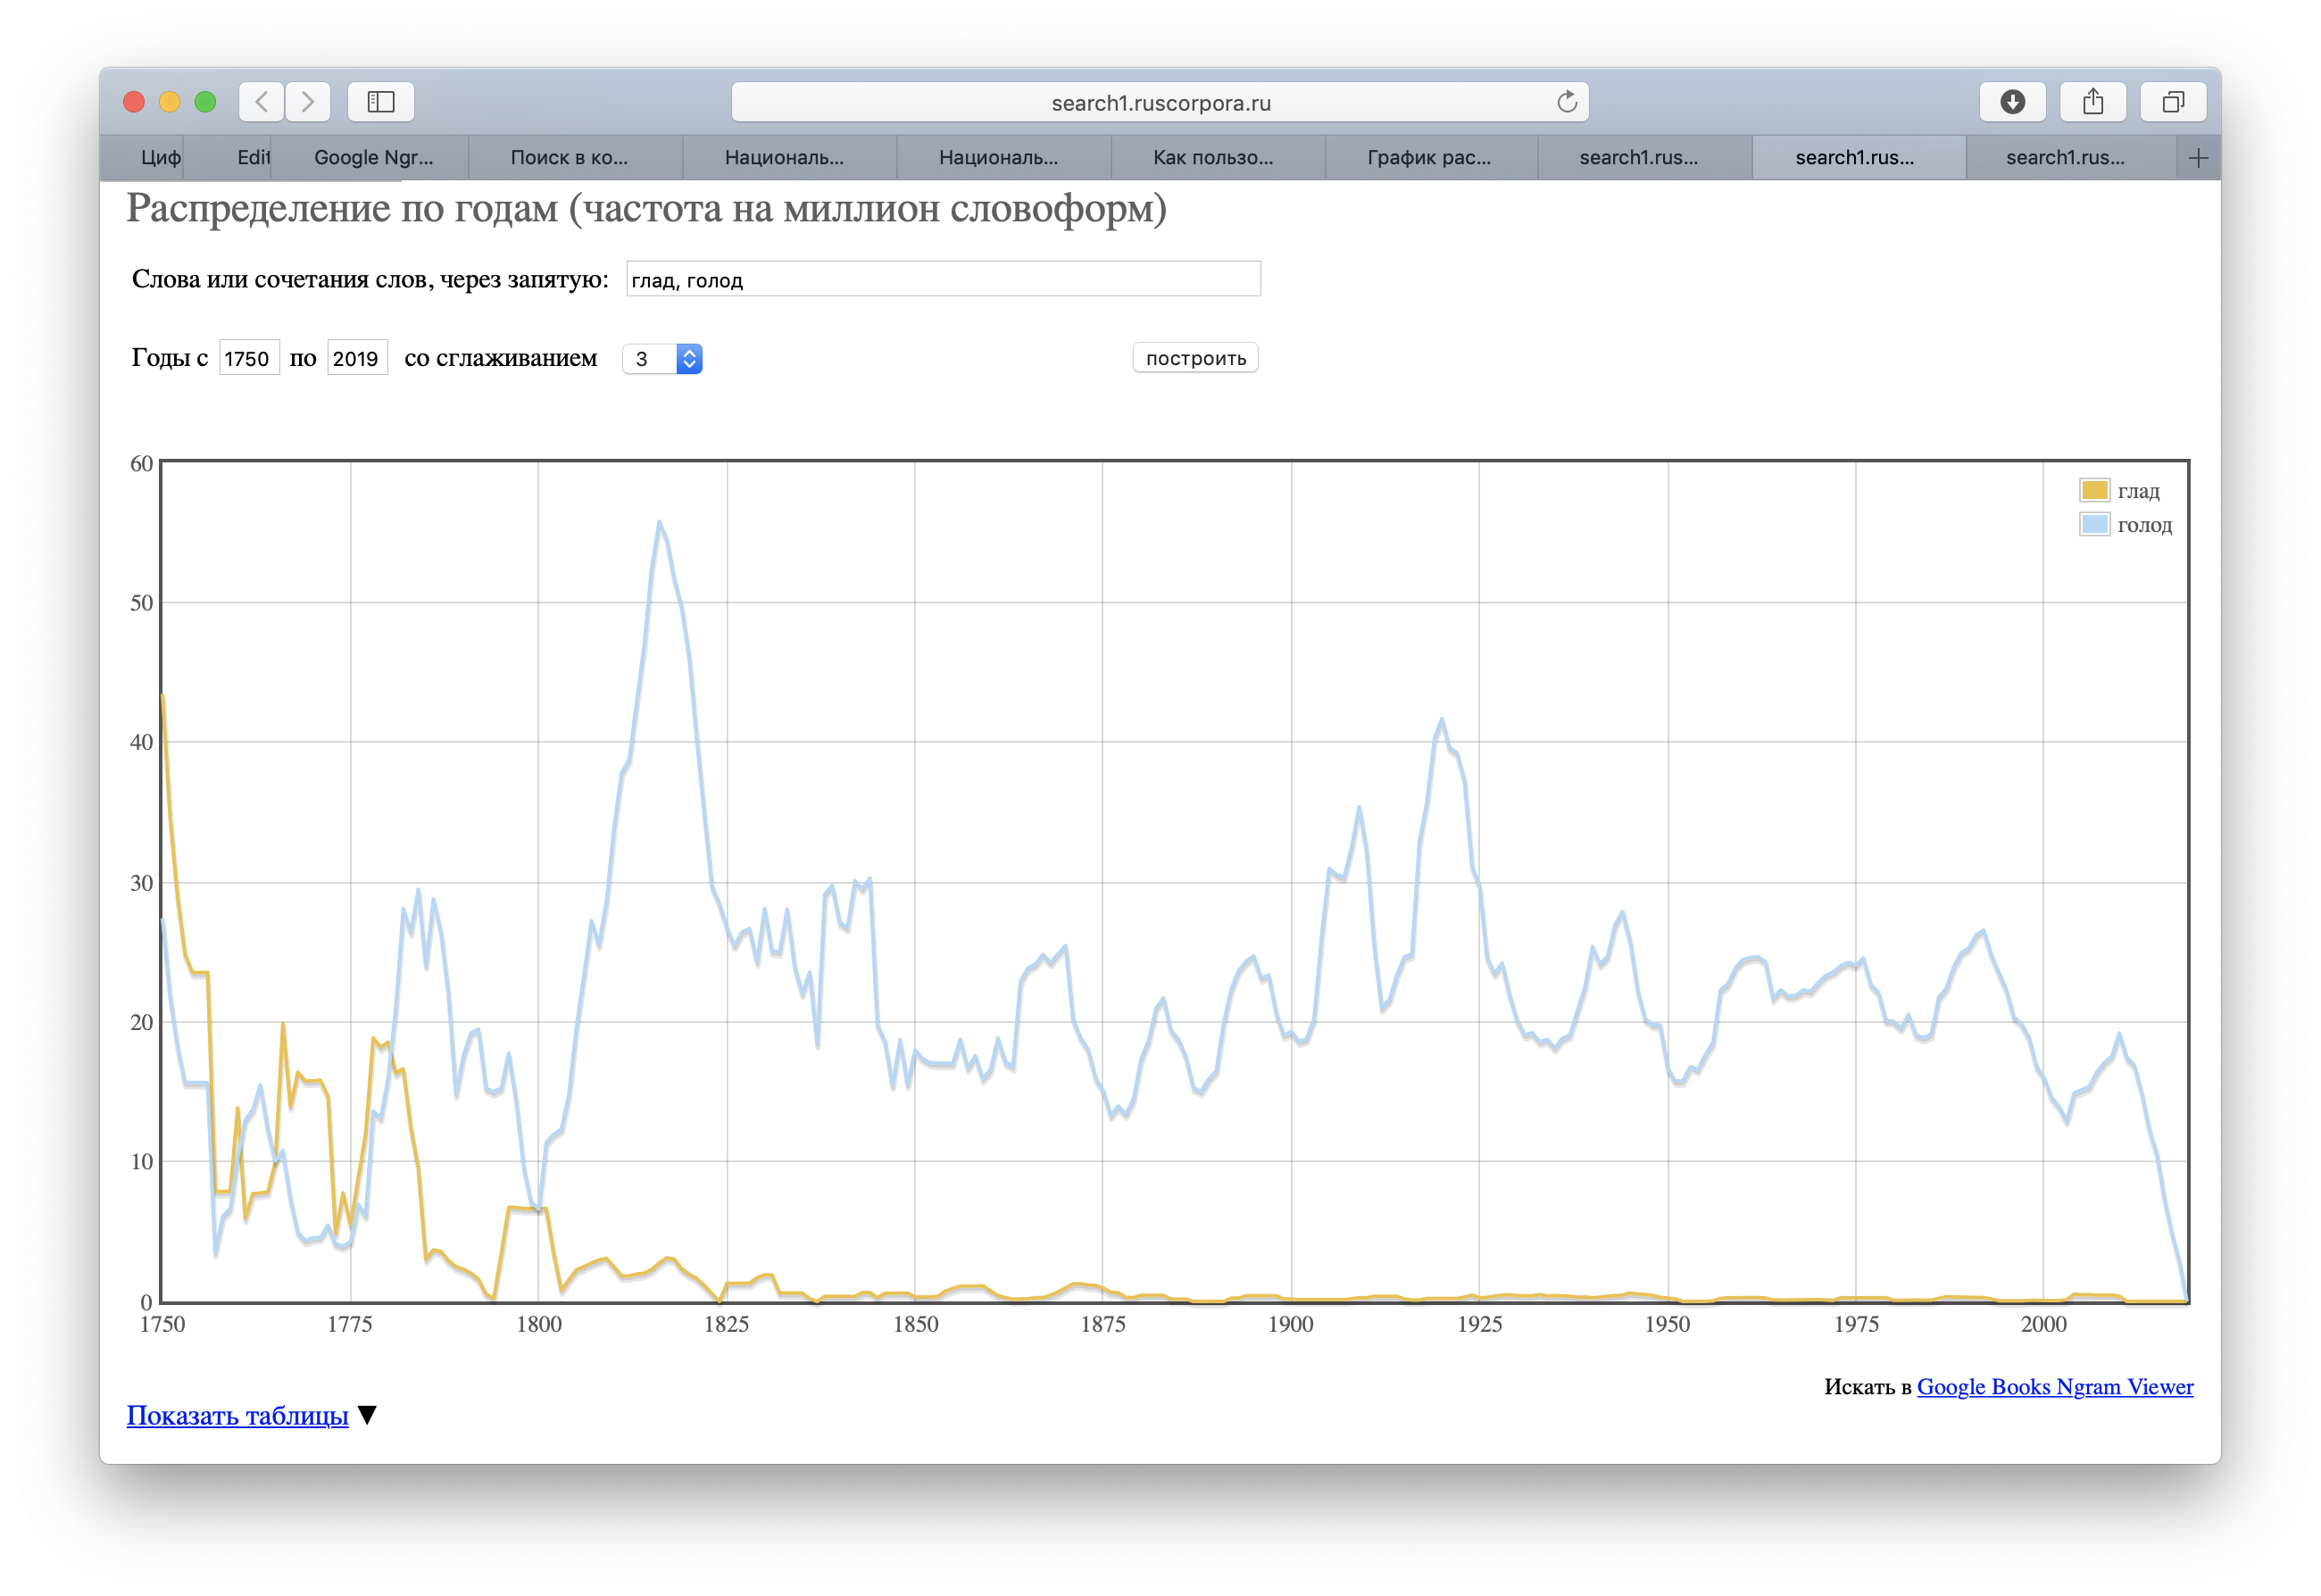 search1.ruscorpora.ru
Циф Edit Google Ngr... Поиск в ко... Националь... Националь... Как пользо... График рас... search1.rus... search1.rus... search1.rus...
Распределение по годам (частота на миллион словоформ)
Слова или сочетания слов, через запятую: глад, голод
Годы с 1750 по 2019 со сглаживанием 3 построить
60
глад
голод
50
40
30
20
10
0
1750 1775 1800 1825 1850 1875 1900 1925 1950 1975 2000
Искать в Google Books Ngram Viewer
Показать таблицы ▼